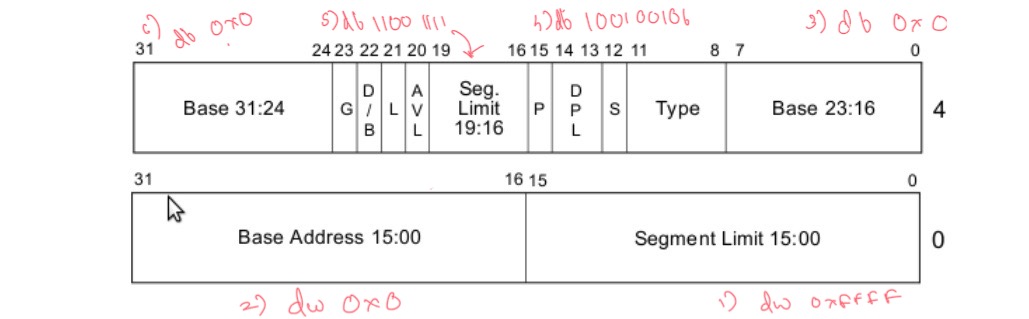 6) db 0x0 5) db 1100 1111 4) db 10010010b 3) db 0x0
31 24 23 22 21 20 19 16 15 14 13 12 11 8 7 0
Base 31:24 G D/B L AVL Seg. Limit 19:16 P DPL S Type Base 23:16 4
31 16 15 0
Base Address 15:00 Segment Limit 15:00 0
2) dw 0x0 1) dw 0xFFFF